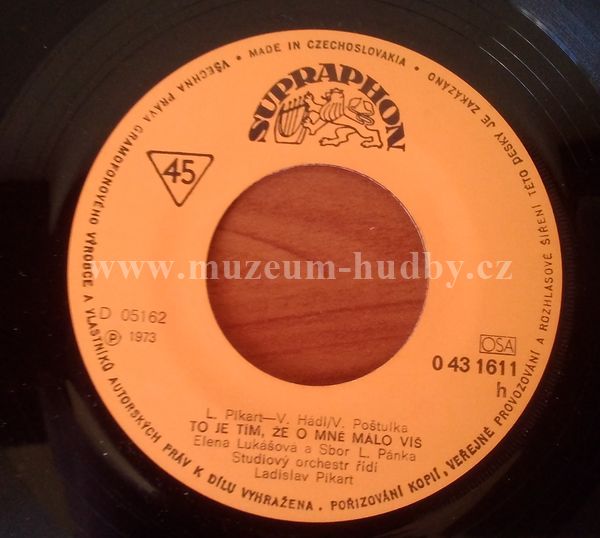 VŠECHNA PRÁVA GRAMOFONOVÉHO VÝROBCE A VLASTNÍKŮ AUTORSKÝCH PRÁV K DÍLU VYHRAŽENA. POŘIZOVÁNÍ KOPIÍ, VEŘEJNÉ PROVOZOVÁNÍ A ROZHLASOVÉ ŠÍŘENÍ TÉTO DESKY JE ZAKÁZÁNO • MADE IN CZECHOSLOVAKIA •
SUPRAPHON
45
www.muzeum-hudby.cz
D 05162
℗ 1973
OSA
0 43 1611
h
L. Pikart—V. Hádl/V. Poštulka
TO JE TÍM, ŽE O MNĚ MÁLO VÍŠ
Elena Lukášová a Sbor L. Pánka
Studiový orchestr řídí
Ladislav Pikart